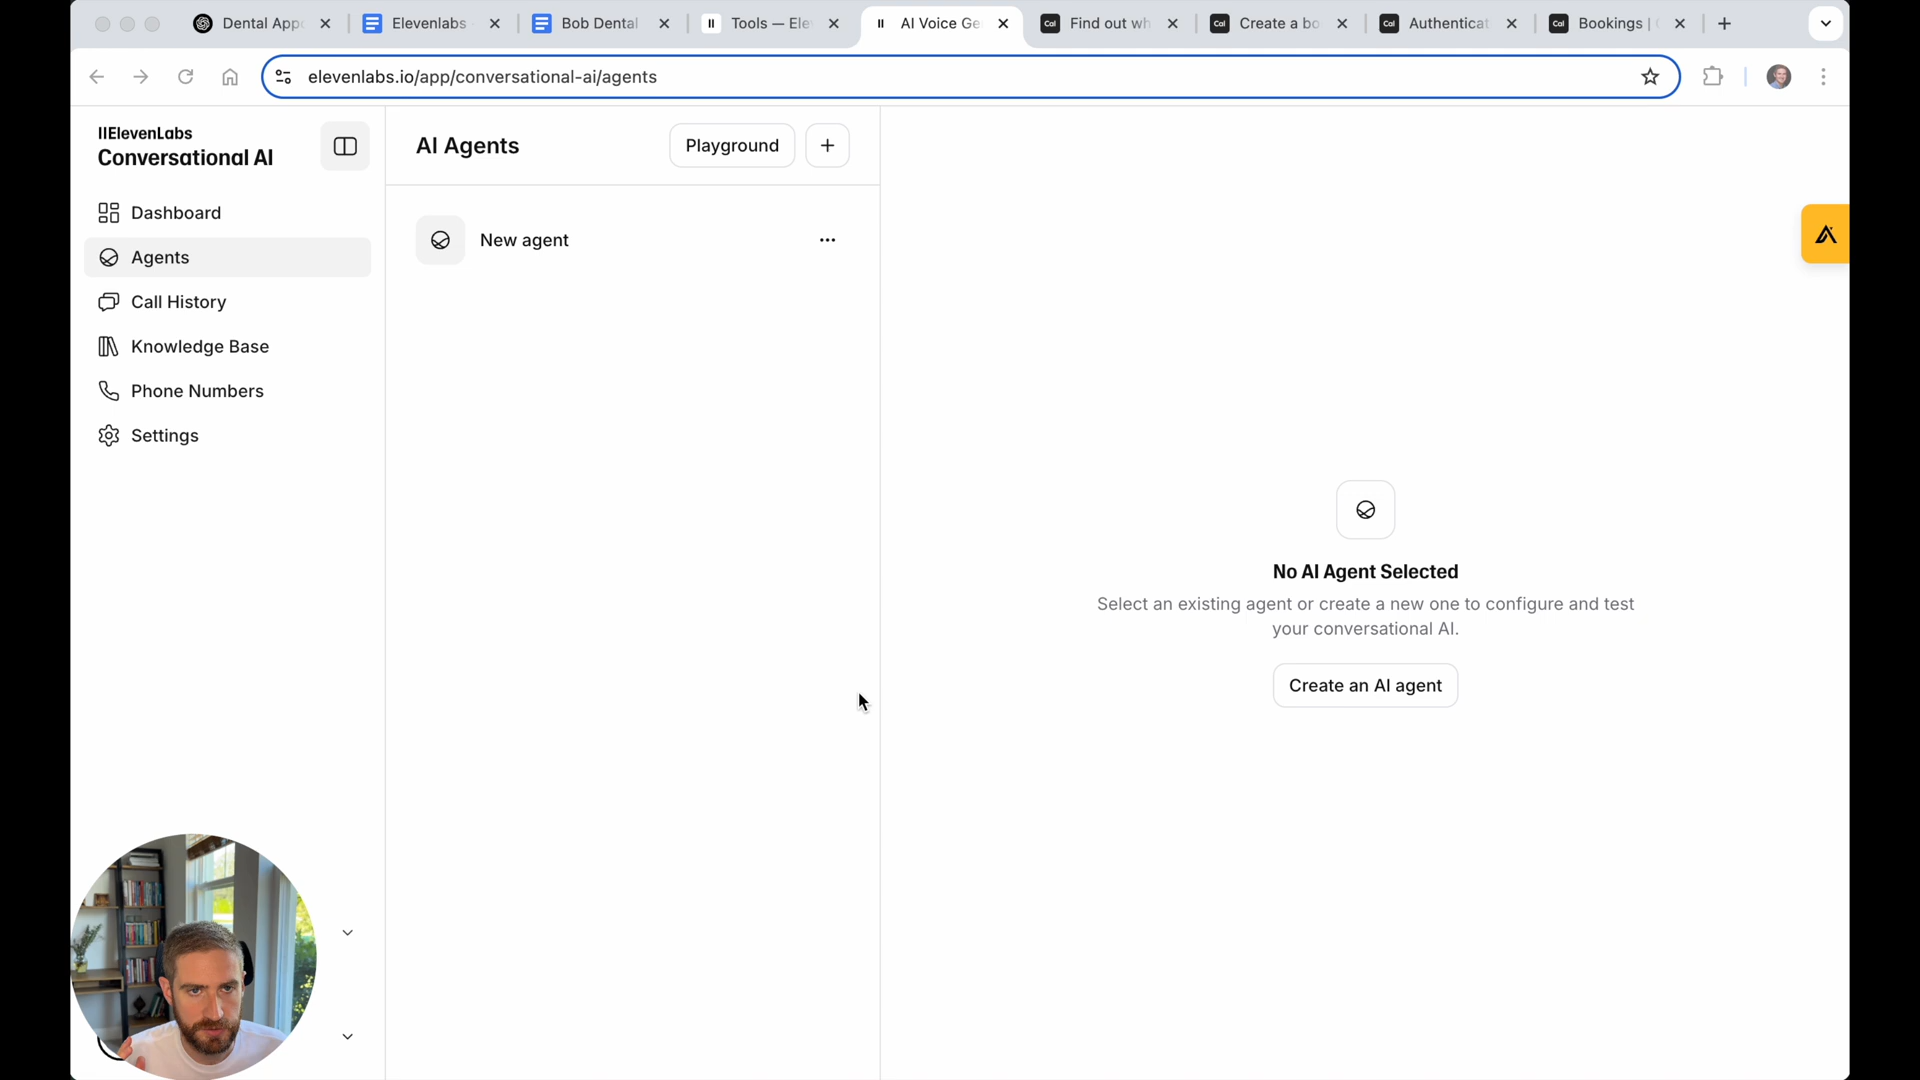 Dental Appo
Elevenlabs
Bob Dental
Tools — Ele
AI Voice Ge
Find out wh
Create a bo
Authenticat
Bookings |
elevenlabs.io/app/conversational-ai/agents
IIElevenLabs
Conversational AI
Dashboard
Agents
Call History
Knowledge Base
Phone Numbers
Settings
AI Agents
Playground
New agent
No AI Agent Selected
Select an existing agent or create a new one to configure and test
your conversational AI.
Create an AI agent